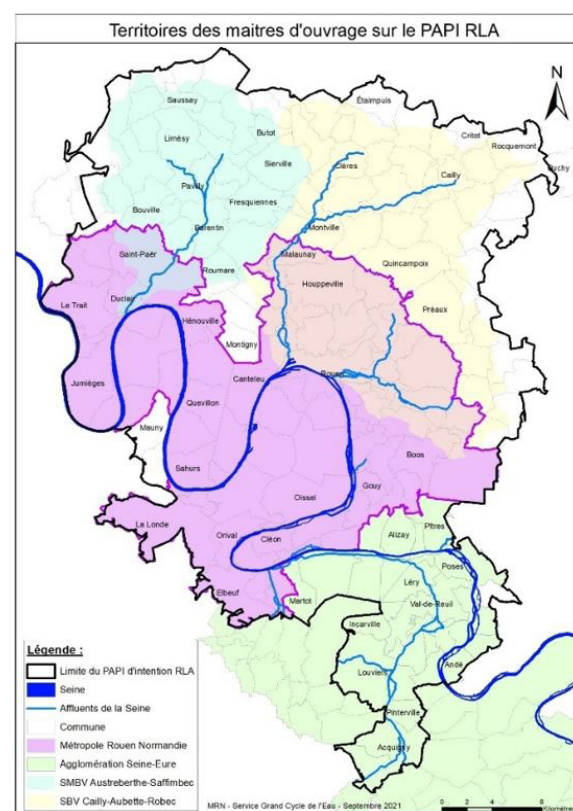 Territoires des maitres d'ouvrage sur le PAPI RLA
N
Étaimpuis
Saussay
Critot
Butot
Rocquemont
Limésy
Buchy
Sierville
Clères
Cailly
Pavilly
Fresquiennes
Bouville
Barentin
Montville
Saint-Paër
Malaunay
Quincampoix
Roumare
Houppeville
Le Trait
Duclair
Préaux
Hénouville
Montigny
Canteleu
Rouen
Jumièges
Quevillon
Mauny
Boos
Sahurs
Gouy
Oissel
La Londe
Orival
Cléon
Alizay
Pîtres
Poses
Elbeuf
Martot
Léry
Val-de-Reuil
Incarville
Andé
Louviers
Pinterville
Acquigny
Légende :
Limite du PAPI d'intention RLA
Seine
Affluents de la Seine
Commune
Métropole Rouen Normandie
Agglomération Seine-Eure
SMBV Austreberthe-Saffimbec
SBV Cailly-Aubette-Robec
MRN - Service Grand Cycle de l'Eau - Septembre 2021
0 2 4 8
Kilomètres